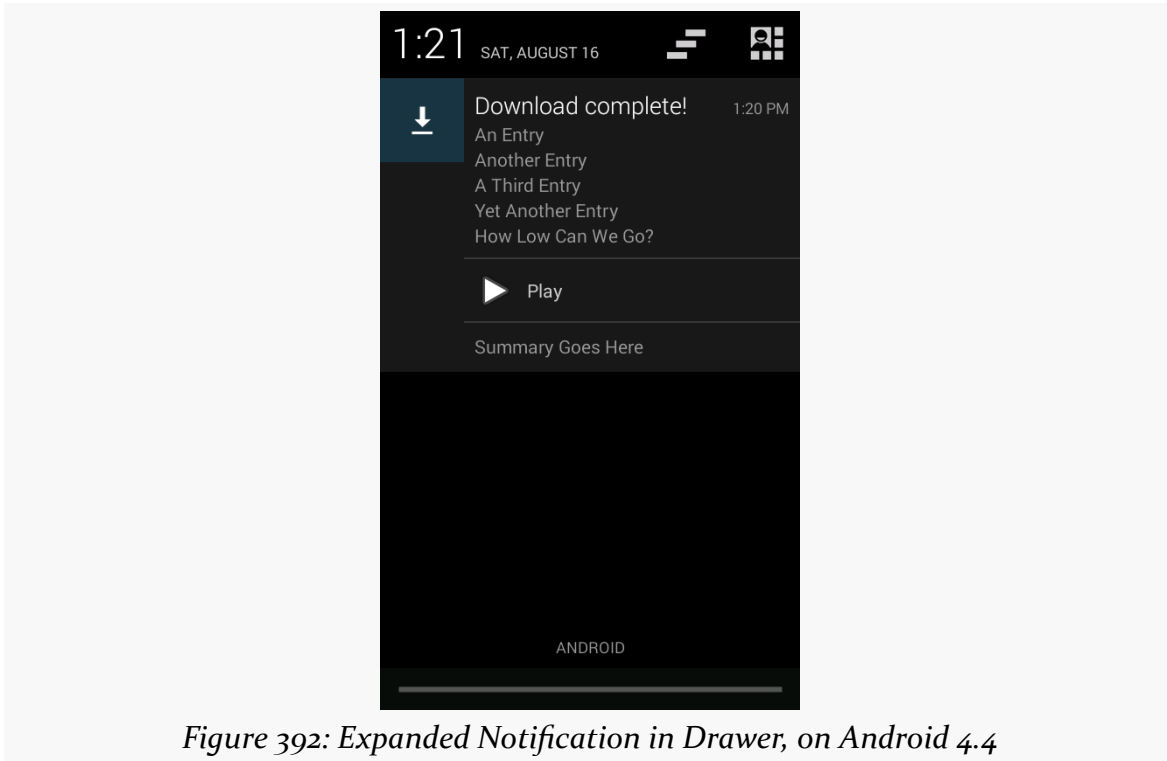 1:21 SAT, AUGUST 16
Download complete! 1:20 PM
An Entry
Another Entry
A Third Entry
Yet Another Entry
How Low Can We Go?
Play
Summary Goes Here
ANDROID
Figure 392: Expanded Notification in Drawer, on Android 4.4